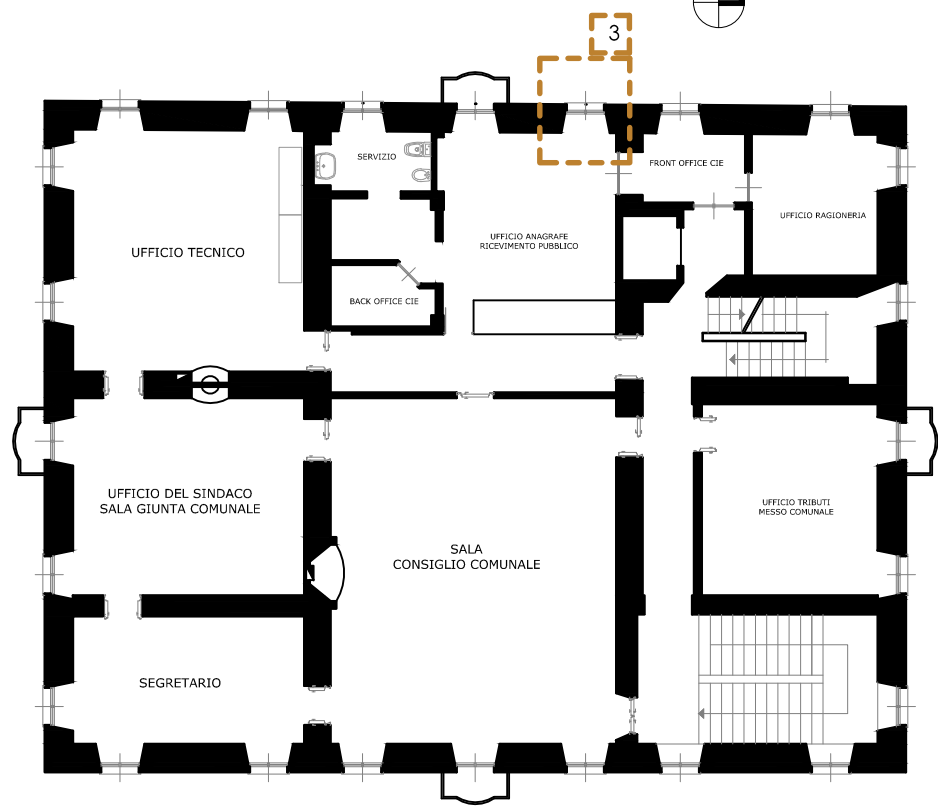 3
SERVIZIO
FRONT OFFICE CIE
UFFICIO RAGIONERIA
UFFICIO TECNICO
UFFICIO ANAGRAFE
RICEVIMENTO PUBBLICO
BACK OFFICE CIE
UFFICIO DEL SINDACO
SALA GIUNTA COMUNALE
UFFICIO TRIBUTI
MESSO COMUNALE
SALA
CONSIGLIO COMUNALE
SEGRETARIO